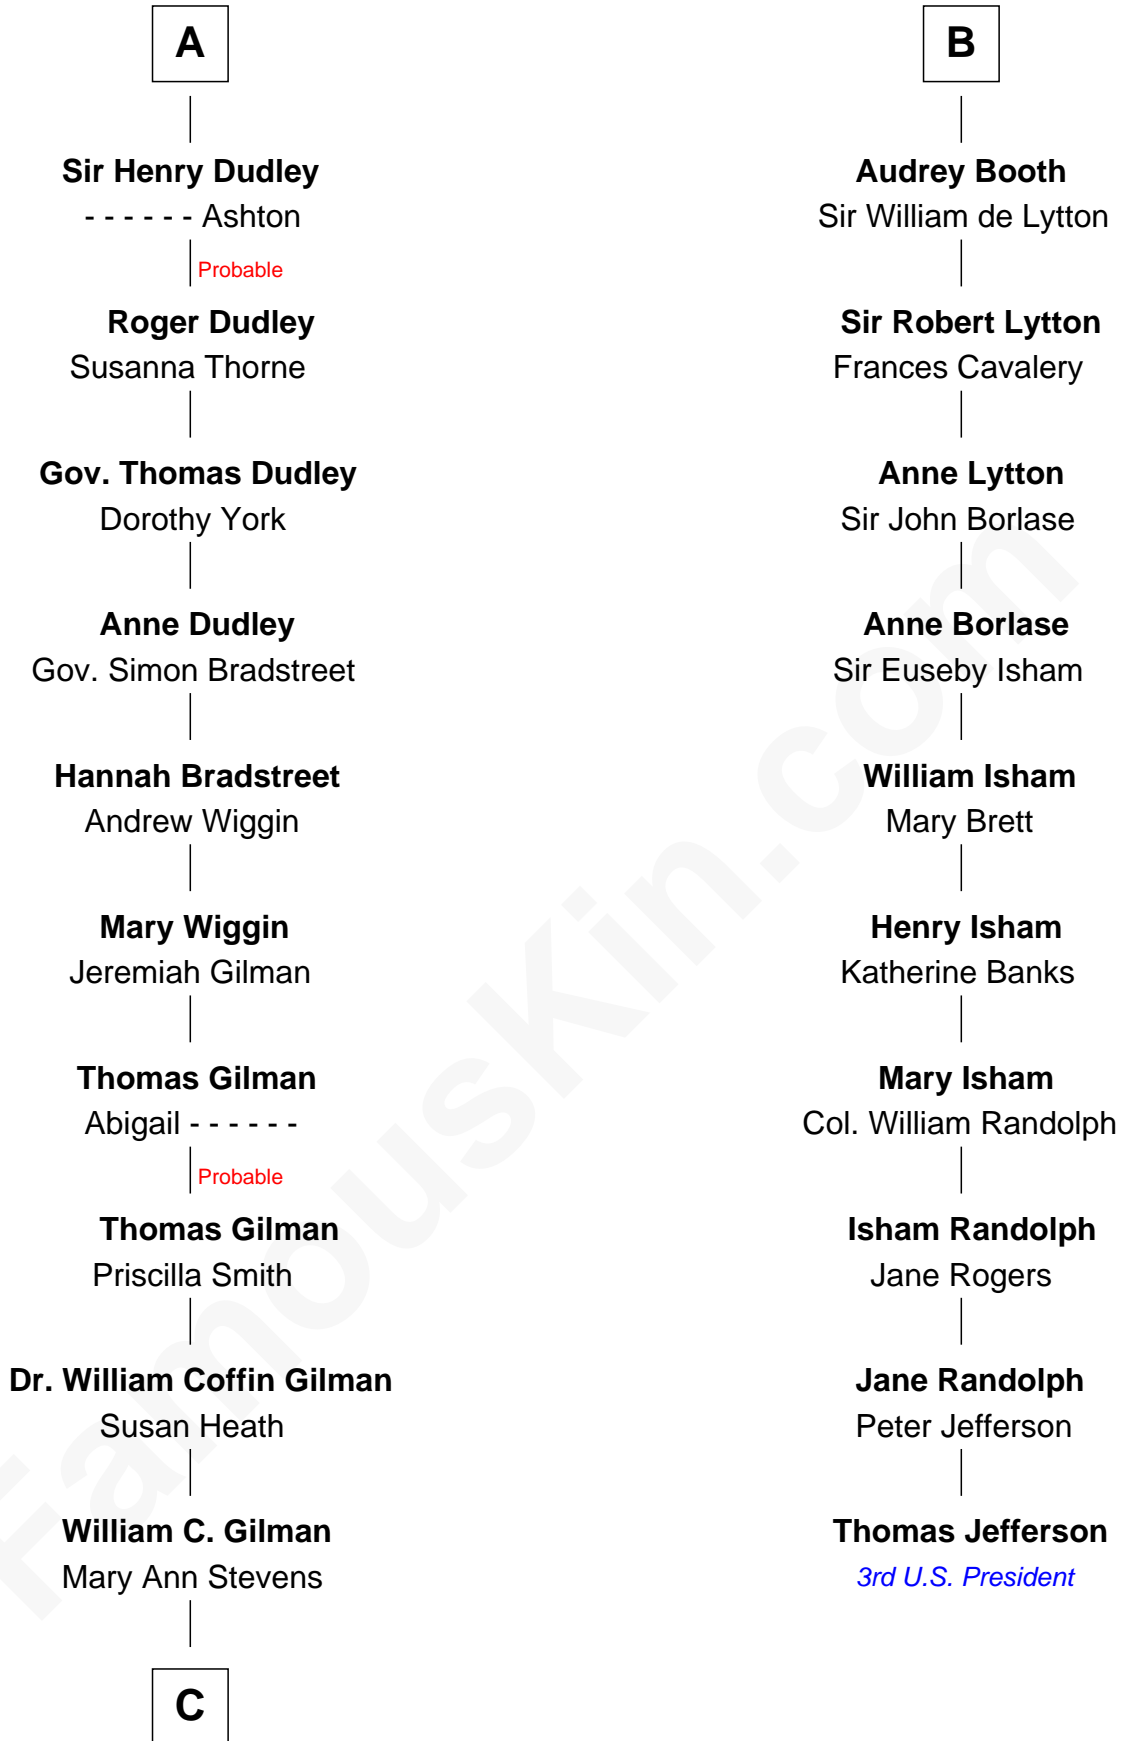 A
Sir Henry Dudley
- - - - - - Ashton
Probable
Roger Dudley
Susanna Thorne
Gov. Thomas Dudley
Dorothy York
Anne Dudley
Gov. Simon Bradstreet
Hannah Bradstreet
Andrew Wiggin
Mary Wiggin
Jeremiah Gilman
Thomas Gilman
Abigail - - - - - -
Probable
Thomas Gilman
Priscilla Smith
Dr. William Coffin Gilman
Susan Heath
William C. Gilman
Mary Ann Stevens
C
B
Audrey Booth
Sir William de Lytton
Sir Robert Lytton
Frances Cavalery
Anne Lytton
Sir John Borlase
Anne Borlase
Sir Euseby Isham
William Isham
Mary Brett
Henry Isham
Katherine Banks
Mary Isham
Col. William Randolph
Isham Randolph
Jane Rogers
Jane Randolph
Peter Jefferson
Thomas Jefferson
3rd U.S. President
FamousKin.com